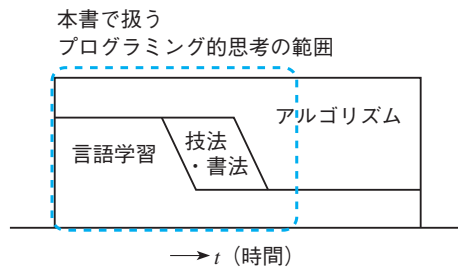 本書で扱う
プログラミング的思考の範囲
アルゴリズム
言語学習
技法
・書法
t（時間）